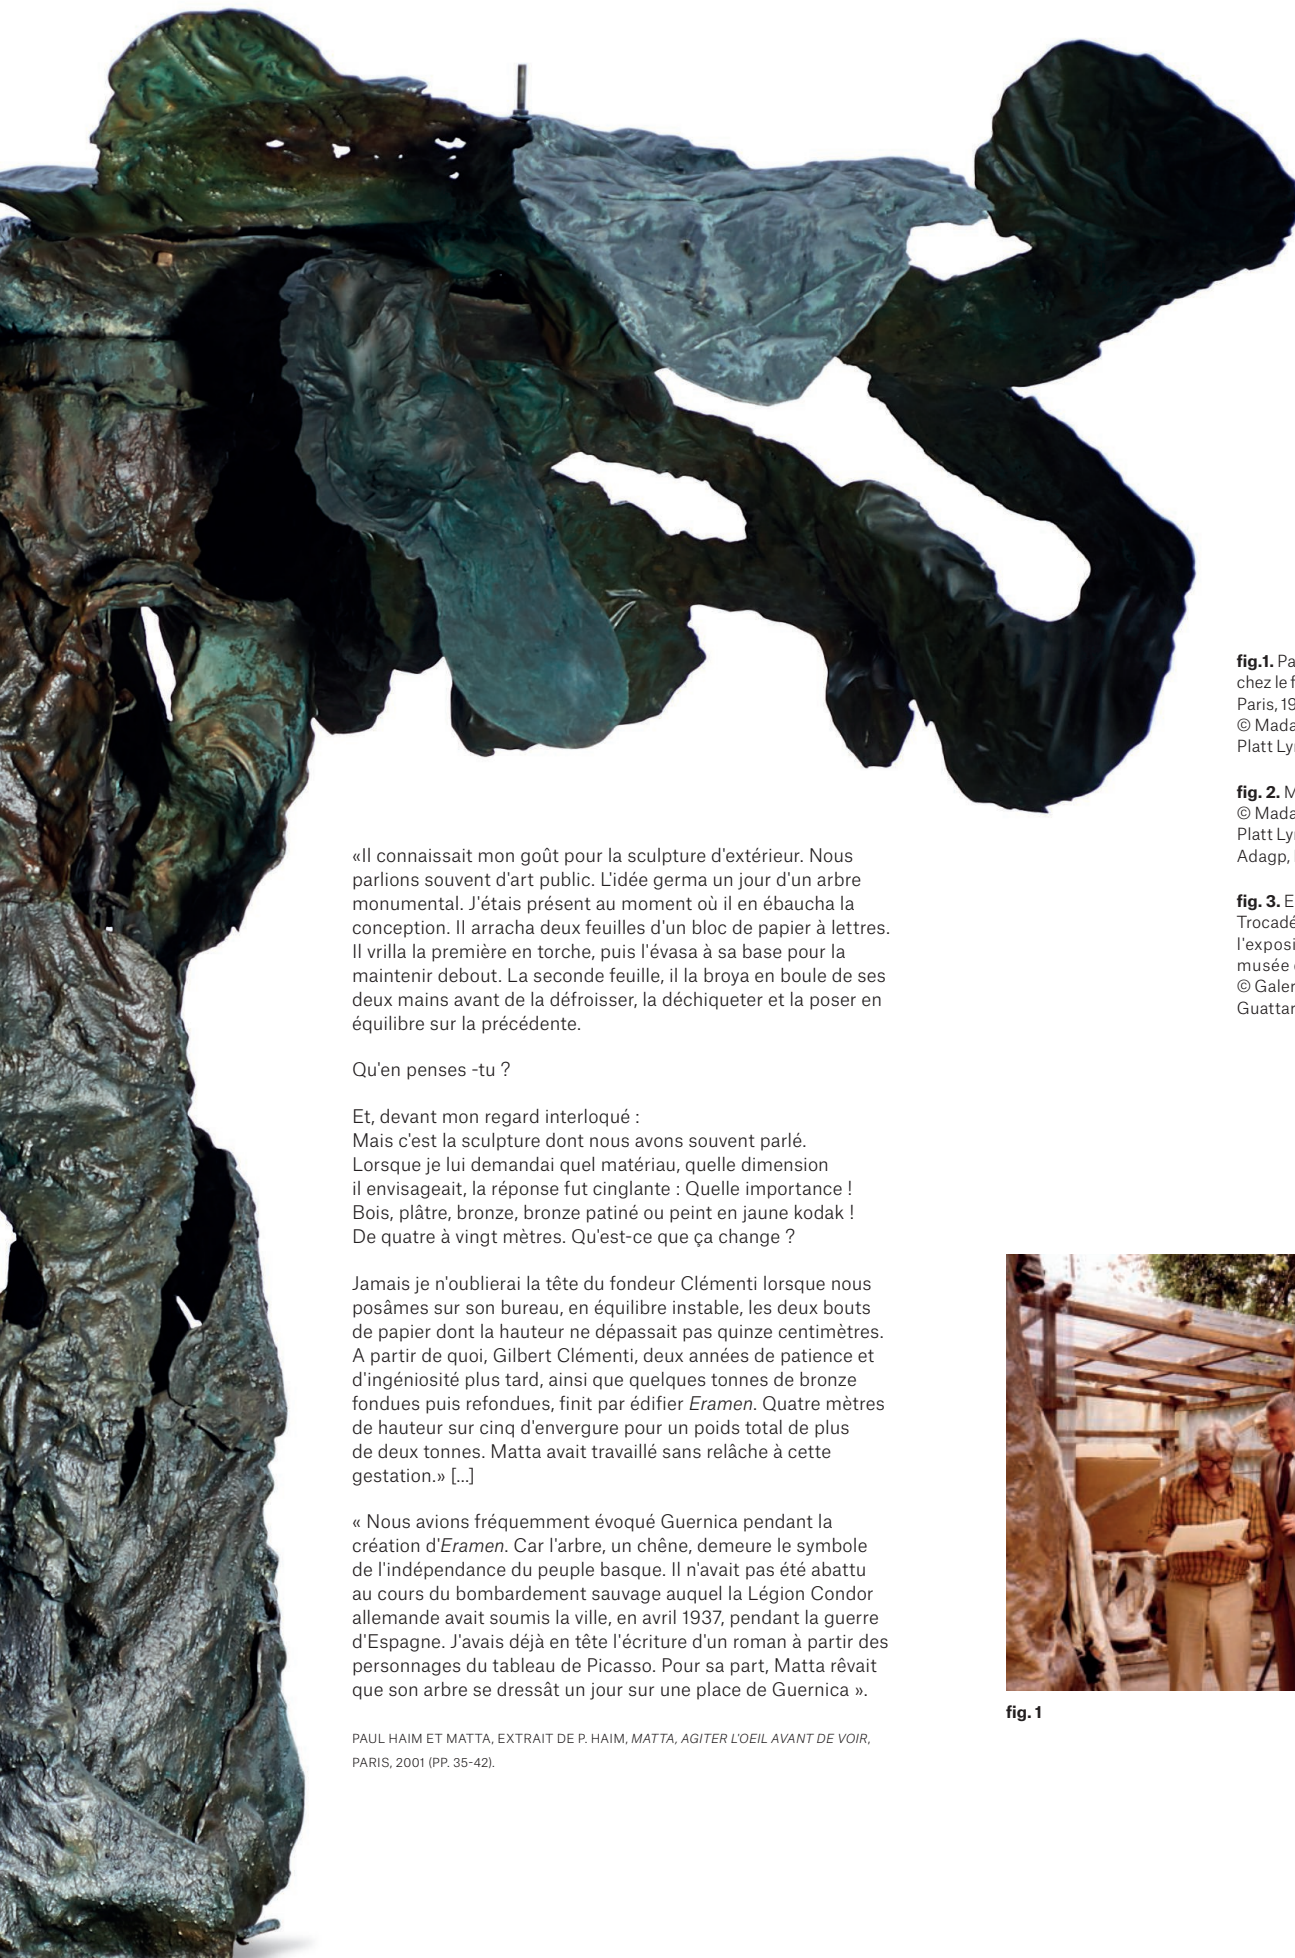 «Il connaissait mon goût pour la sculpture d'extérieur. Nous
parlions souvent d'art public. L'idée germa un jour d'un arbre
monumental. J'étais présent au moment où il en ébaucha la
conception. Il arracha deux feuilles d'un bloc de papier à lettres.
Il vrilla la première en torche, puis l'évasa à sa base pour la
maintenir debout. La seconde feuille, il la broya en boule de ses
deux mains avant de la défroisser, la déchiqueter et la poser en
équilibre sur la précédente.
Qu'en penses -tu ?
Et, devant mon regard interloqué :
Mais c'est la sculpture dont nous avons souvent parlé.
Lorsque je lui demandai quel matériau, quelle dimension
il envisageait, la réponse fut cinglante : Quelle importance !
Bois, plâtre, bronze, bronze patiné ou peint en jaune kodak !
De quatre à vingt mètres. Qu'est-ce que ça change ?
Jamais je n'oublierai la tête du fondeur Clémenti lorsque nous
posâmes sur son bureau, en équilibre instable, les deux bouts
de papier dont la hauteur ne dépassait pas quinze centimètres.
A partir de quoi, Gilbert Clémenti, deux années de patience et
d'ingéniosité plus tard, ainsi que quelques tonnes de bronze
fondues puis refondues, finit par édifier Eramen. Quatre mètres
de hauteur sur cinq d'envergure pour un poids total de plus
de deux tonnes. Matta avait travaillé sans relâche à cette
gestation.» [...]
« Nous avions fréquemment évoqué Guernica pendant la
création d'Eramen. Car l'arbre, un chêne, demeure le symbole
de l'indépendance du peuple basque. Il n'avait pas été abattu
au cours du bombardement sauvage auquel la Légion Condor
allemande avait soumis la ville, en avril 1937, pendant la guerre
d'Espagne. J'avais déjà en tête l'écriture d'un roman à partir des
personnages du tableau de Picasso. Pour sa part, Matta rêvait
que son arbre se dressât un jour sur une place de Guernica ».
PAUL HAIM ET MATTA, EXTRAIT DE P. HAIM, MATTA, AGITER L'OEIL AVANT DE VOIR,
PARIS, 2001 (PP. 35-42).
fig.1. Pa
chez le f
Paris, 19
© Mada
Platt Ly
fig. 2. M
© Mada
Platt Ly
Adagp,
fig. 3. E
Trocadé
l'exposi
musée
© Galer
Guattar
fig. 1